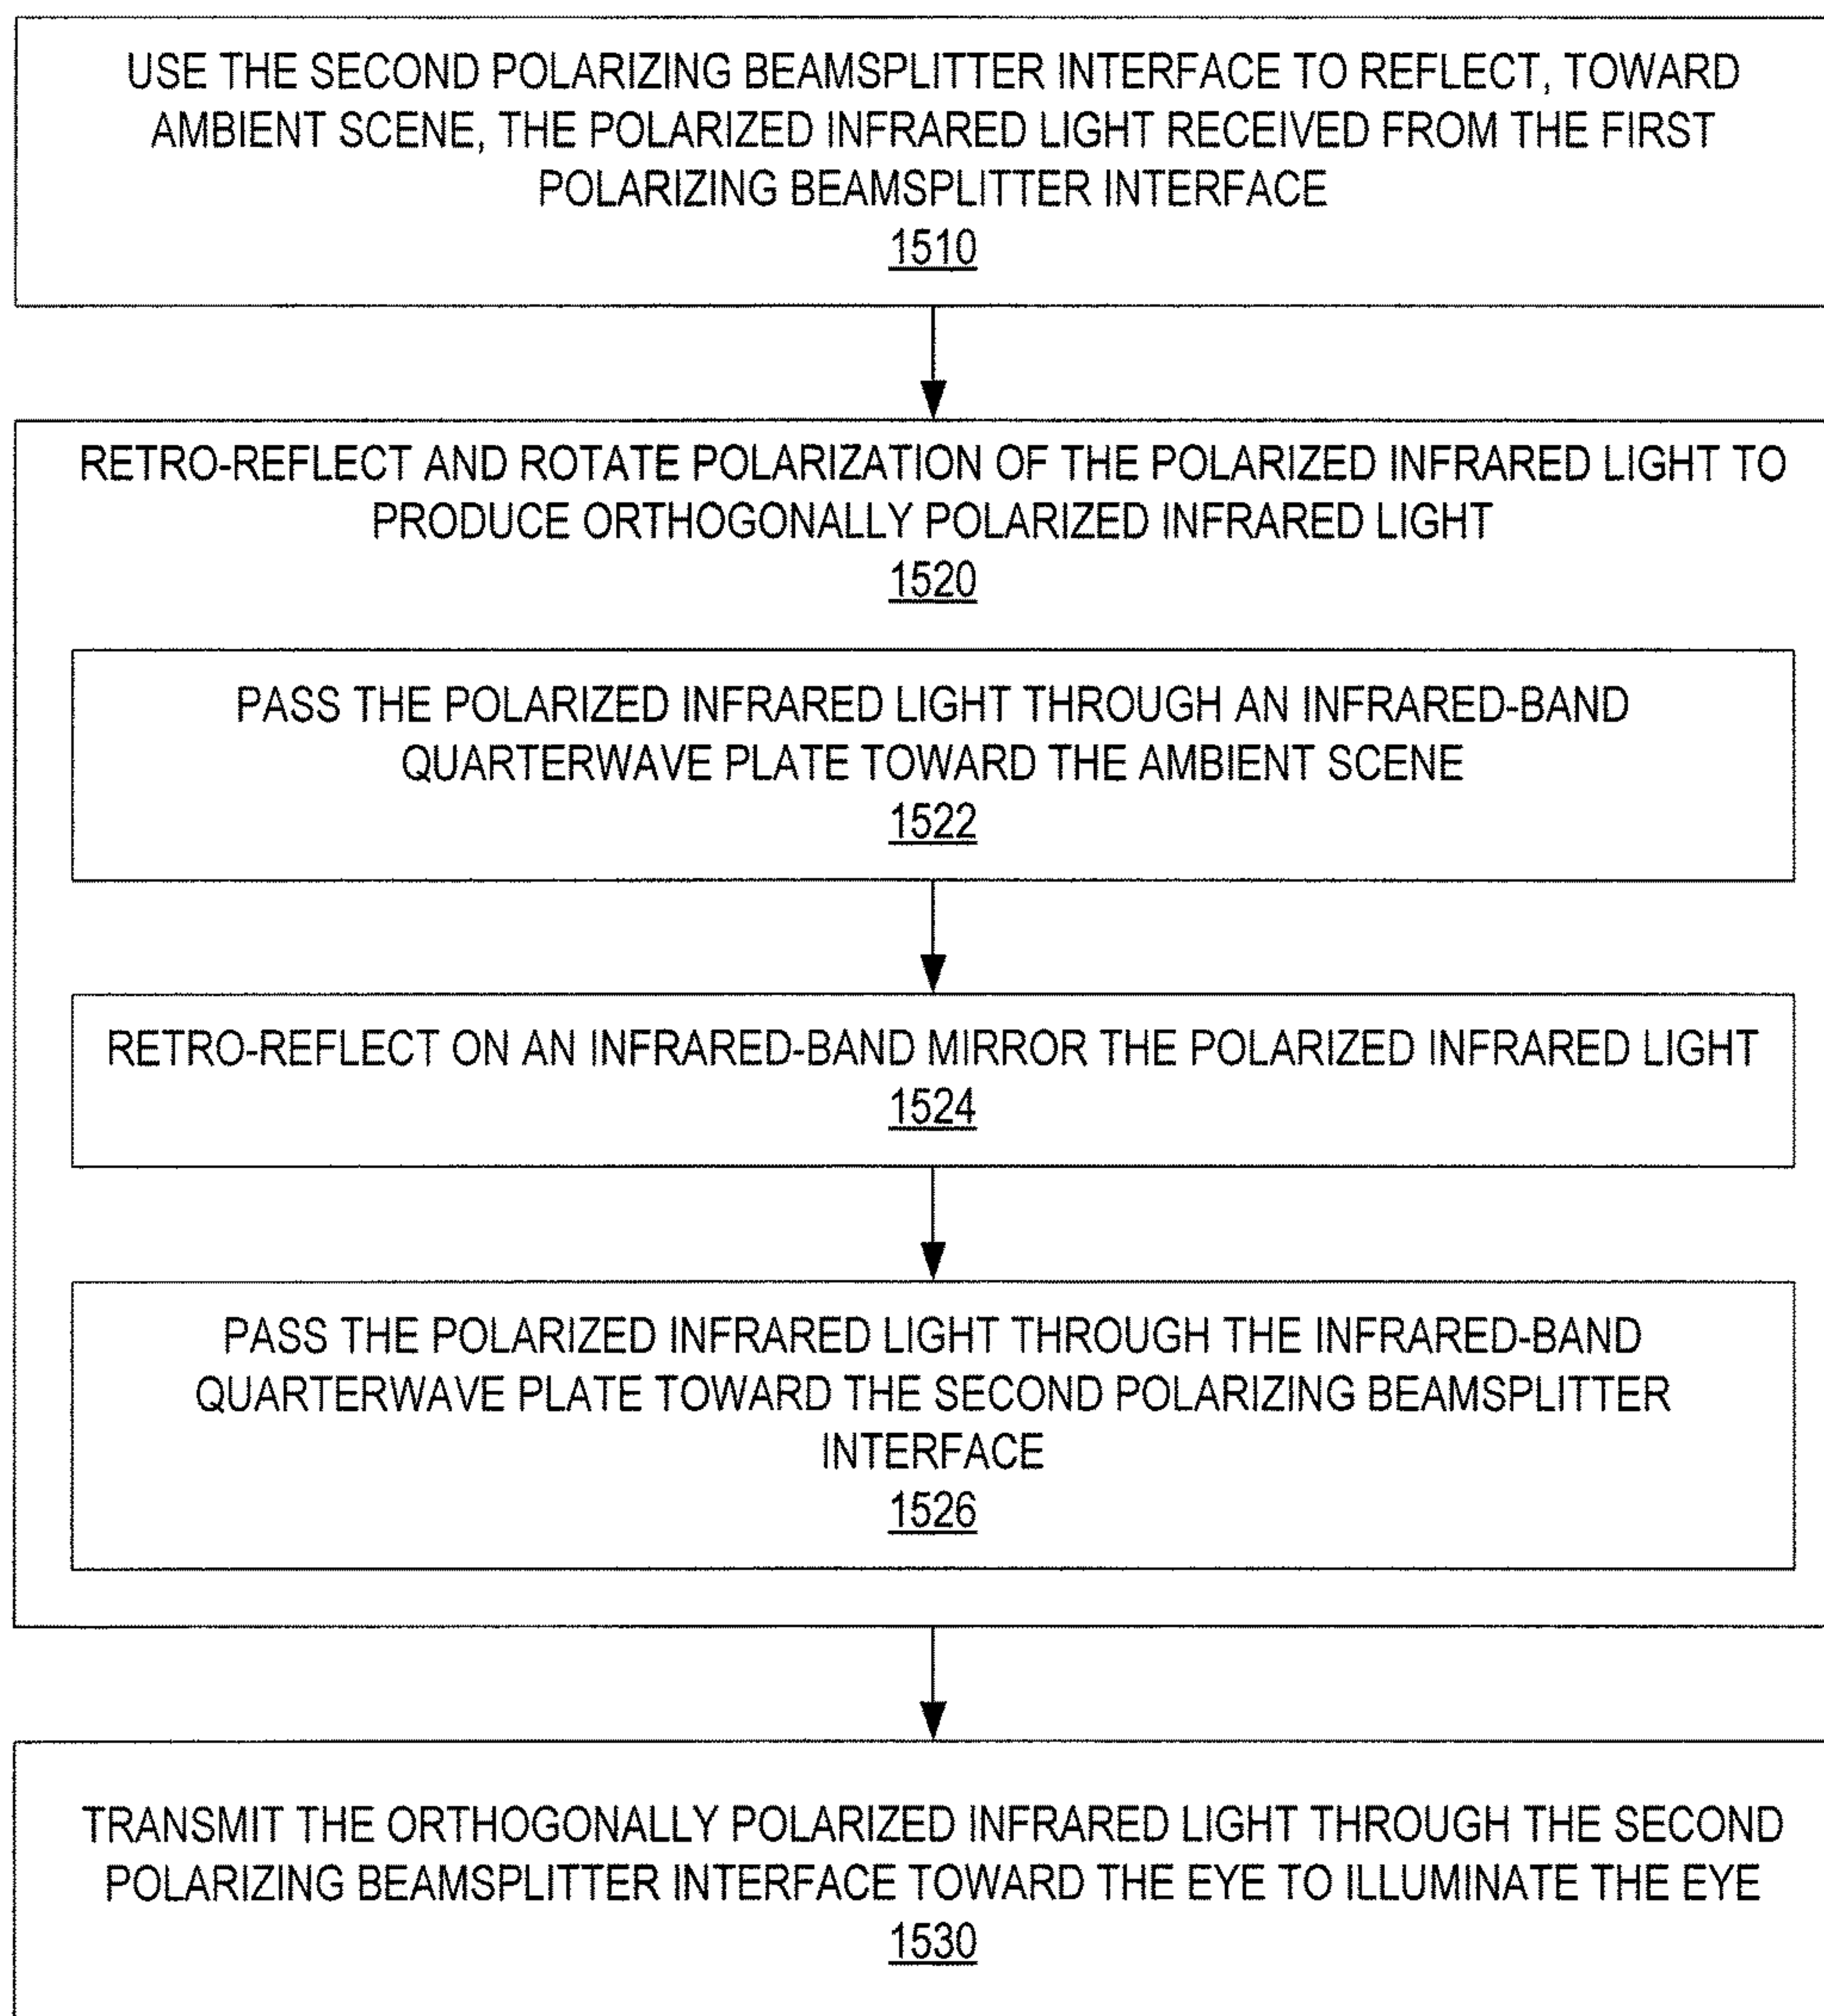 USE THE SECOND POLARIZING BEAMSPLITTER INTERFACE TO REFLECT, TOWARD
AMBIENT SCENE, THE POLARIZED INFRARED LIGHT RECEIVED FROM THE FIRST
POLARIZING BEAMSPLITTER INTERFACE
1510
RETRO-REFLECT AND ROTATE POLARIZATION OF THE POLARIZED INFRARED LIGHT TO
PRODUCE ORTHOGONALLY POLARIZED INFRARED LIGHT
1520
PASS THE POLARIZED INFRARED LIGHT THROUGH AN INFRARED-BAND
QUARTERWAVE PLATE TOWARD THE AMBIENT SCENE
1522
RETRO-REFLECT ON AN INFRARED-BAND MIRROR THE POLARIZED INFRARED LIGHT
1524
PASS THE POLARIZED INFRARED LIGHT THROUGH THE INFRARED-BAND
QUARTERWAVE PLATE TOWARD THE SECOND POLARIZING BEAMSPLITTER
INTERFACE
1526
TRANSMIT THE ORTHOGONALLY POLARIZED INFRARED LIGHT THROUGH THE SECOND
POLARIZING BEAMSPLITTER INTERFACE TOWARD THE EYE TO ILLUMINATE THE EYE
1530